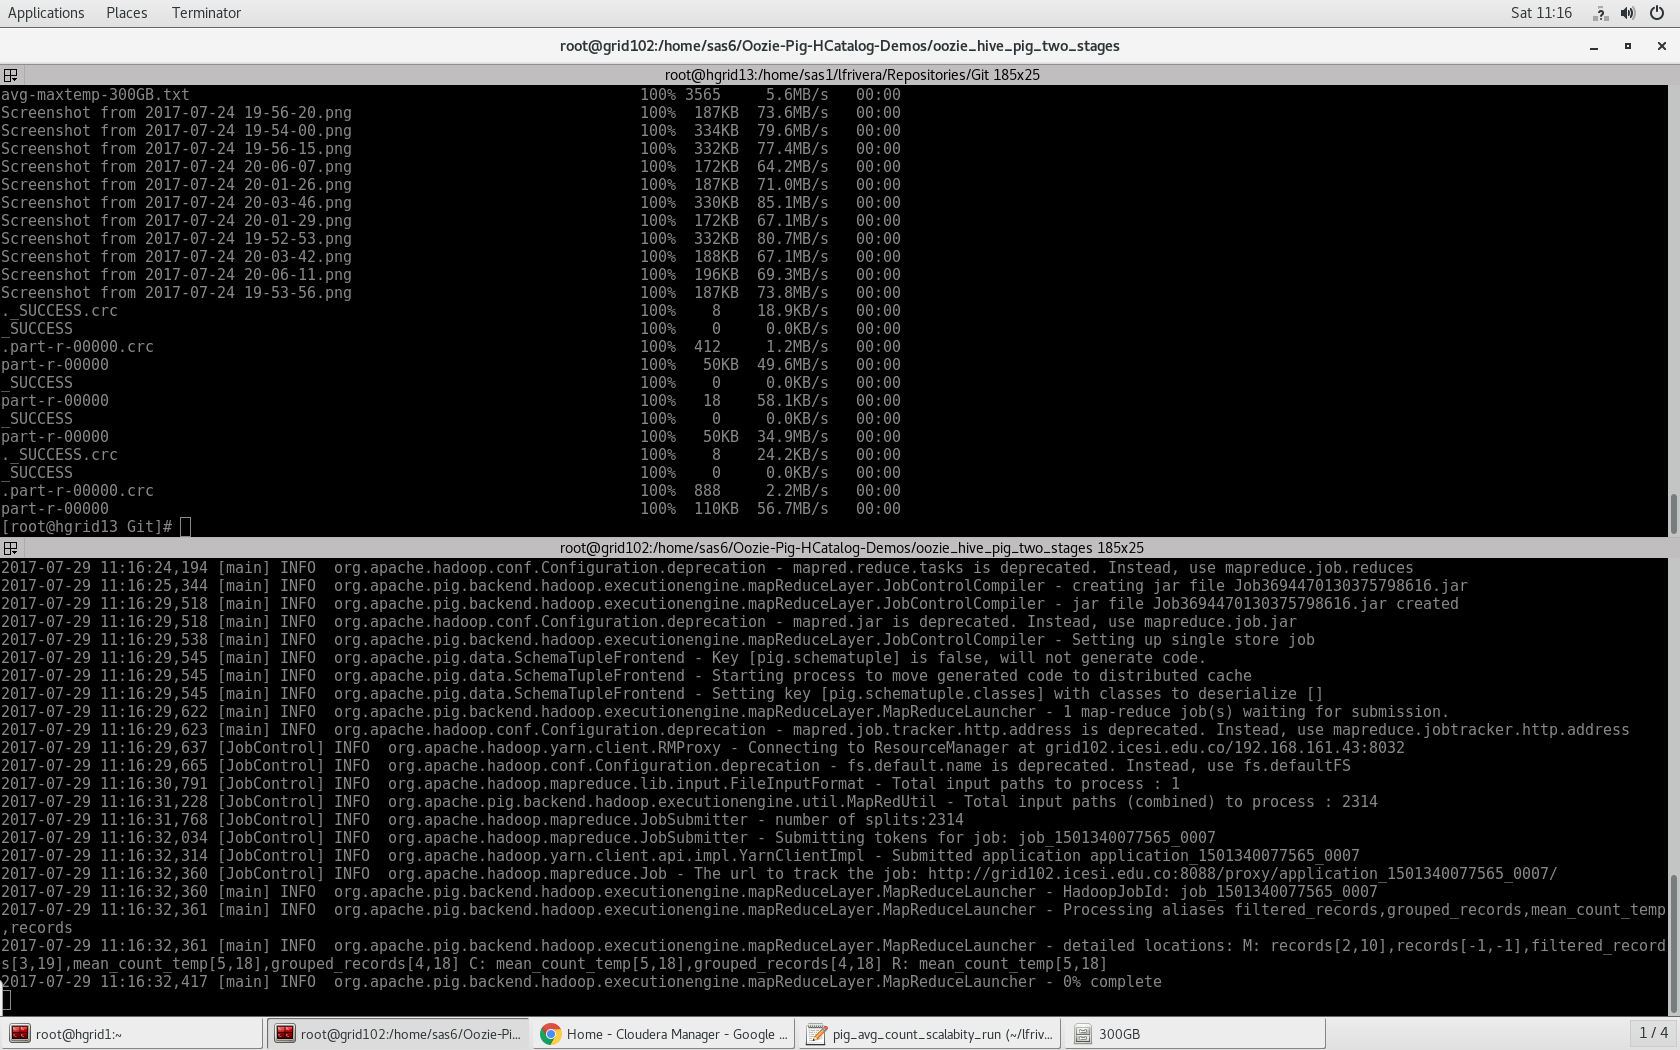 Applications Places Terminator Sat 11:16
root@grid102:/home/sas6/Oozie-Pig-HCatalog-Demos/oozie_hive_pig_two_stages
root@hgrid13:/home/sas1/lfrivera/Repositories/Git 185x25
avg-maxtemp-300GB.txt 100% 3565 5.6MB/s 00:00
Screenshot from 2017-07-24 19-56-20.png 100% 187KB 73.6MB/s 00:00
Screenshot from 2017-07-24 19-54-00.png 100% 334KB 79.6MB/s 00:00
Screenshot from 2017-07-24 19-56-15.png 100% 332KB 77.4MB/s 00:00
Screenshot from 2017-07-24 20-06-07.png 100% 172KB 64.2MB/s 00:00
Screenshot from 2017-07-24 20-01-26.png 100% 187KB 71.0MB/s 00:00
Screenshot from 2017-07-24 20-03-46.png 100% 330KB 85.1MB/s 00:00
Screenshot from 2017-07-24 20-01-29.png 100% 172KB 67.1MB/s 00:00
Screenshot from 2017-07-24 19-52-53.png 100% 332KB 80.7MB/s 00:00
Screenshot from 2017-07-24 20-03-42.png 100% 188KB 67.1MB/s 00:00
Screenshot from 2017-07-24 20-06-11.png 100% 196KB 69.3MB/s 00:00
Screenshot from 2017-07-24 19-53-56.png 100% 187KB 73.8MB/s 00:00
._SUCCESS.crc 100% 8 18.9KB/s 00:00
_SUCCESS 100% 0 0.0KB/s 00:00
.part-r-00000.crc 100% 412 1.2MB/s 00:00
part-r-00000 100% 50KB 49.6MB/s 00:00
_SUCCESS 100% 0 0.0KB/s 00:00
part-r-00000 100% 18 58.1KB/s 00:00
_SUCCESS 100% 0 0.0KB/s 00:00
part-r-00000 100% 50KB 34.9MB/s 00:00
._SUCCESS.crc 100% 8 24.2KB/s 00:00
_SUCCESS 100% 0 0.0KB/s 00:00
.part-r-00000.crc 100% 888 2.2MB/s 00:00
part-r-00000 100% 110KB 56.7MB/s 00:00
[root@hgrid13 Git]#
root@grid102:/home/sas6/Oozie-Pig-HCatalog-Demos/oozie_hive_pig_two_stages 185x25
2017-07-29 11:16:24,194 [main] INFO org.apache.hadoop.conf.Configuration.deprecation - mapred.reduce.tasks is deprecated. Instead, use mapreduce.job.reduces
2017-07-29 11:16:25,344 [main] INFO org.apache.pig.backend.hadoop.executionengine.mapReduceLayer.JobControlCompiler - creating jar file Job3694470130375798616.jar
2017-07-29 11:16:29,518 [main] INFO org.apache.pig.backend.hadoop.executionengine.mapReduceLayer.JobControlCompiler - jar file Job3694470130375798616.jar created
2017-07-29 11:16:29,518 [main] INFO org.apache.hadoop.conf.Configuration.deprecation - mapred.jar is deprecated. Instead, use mapreduce.job.jar
2017-07-29 11:16:29,538 [main] INFO org.apache.pig.backend.hadoop.executionengine.mapReduceLayer.JobControlCompiler - Setting up single store job
2017-07-29 11:16:29,545 [main] INFO org.apache.pig.data.SchemaTupleFrontend - Key [pig.schematuple] is false, will not generate code.
2017-07-29 11:16:29,545 [main] INFO org.apache.pig.data.SchemaTupleFrontend - Starting process to move generated code to distributed cache
2017-07-29 11:16:29,545 [main] INFO org.apache.pig.data.SchemaTupleFrontend - Setting key [pig.schematuple.classes] with classes to deserialize []
2017-07-29 11:16:29,622 [main] INFO org.apache.pig.backend.hadoop.executionengine.mapReduceLayer.MapReduceLauncher - 1 map-reduce job(s) waiting for submission.
2017-07-29 11:16:29,623 [main] INFO org.apache.hadoop.conf.Configuration.deprecation - mapred.job.tracker.http.address is deprecated. Instead, use mapreduce.jobtracker.http.address
2017-07-29 11:16:29,637 [JobControl] INFO org.apache.hadoop.yarn.client.RMProxy - Connecting to ResourceManager at grid102.icesi.edu.co/192.168.161.43:8032
2017-07-29 11:16:29,665 [JobControl] INFO org.apache.hadoop.conf.Configuration.deprecation - fs.default.name is deprecated. Instead, use fs.defaultFS
2017-07-29 11:16:30,791 [JobControl] INFO org.apache.hadoop.mapreduce.lib.input.FileInputFormat - Total input paths to process : 1
2017-07-29 11:16:31,228 [JobControl] INFO org.apache.pig.backend.hadoop.executionengine.util.MapRedUtil - Total input paths (combined) to process : 2314
2017-07-29 11:16:31,768 [JobControl] INFO org.apache.hadoop.mapreduce.JobSubmitter - number of splits:2314
2017-07-29 11:16:32,034 [JobControl] INFO org.apache.hadoop.mapreduce.JobSubmitter - Submitting tokens for job: job_1501340077565_0007
2017-07-29 11:16:32,314 [JobControl] INFO org.apache.hadoop.yarn.client.api.impl.YarnClientImpl - Submitted application application_1501340077565_0007
2017-07-29 11:16:32,360 [JobControl] INFO org.apache.hadoop.mapreduce.Job - The url to track the job: http://grid102.icesi.edu.co:8088/proxy/application_1501340077565_0007/
2017-07-29 11:16:32,360 [main] INFO org.apache.pig.backend.hadoop.executionengine.mapReduceLayer.MapReduceLauncher - HadoopJobId: job_1501340077565_0007
2017-07-29 11:16:32,361 [main] INFO org.apache.pig.backend.hadoop.executionengine.mapReduceLayer.MapReduceLauncher - Processing aliases filtered_records,grouped_records,mean_count_temp
,records
2017-07-29 11:16:32,361 [main] INFO org.apache.pig.backend.hadoop.executionengine.mapReduceLayer.MapReduceLauncher - detailed locations: M: records[2,10],records[-1,-1],filtered_record
s[3,19],mean_count_temp[5,18],grouped_records[4,18] C: mean_count_temp[5,18],grouped_records[4,18] R: mean_count_temp[5,18]
2017-07-29 11:16:32,417 [main] INFO org.apache.pig.backend.hadoop.executionengine.mapReduceLayer.MapReduceLauncher - 0% complete
root@hgrid1:~ root@grid102:/home/sas6/Oozie-Pi... Home - Cloudera Manager - Google ... pig_avg_count_scalabity_run (~/lfriv... 300GB 1 / 4